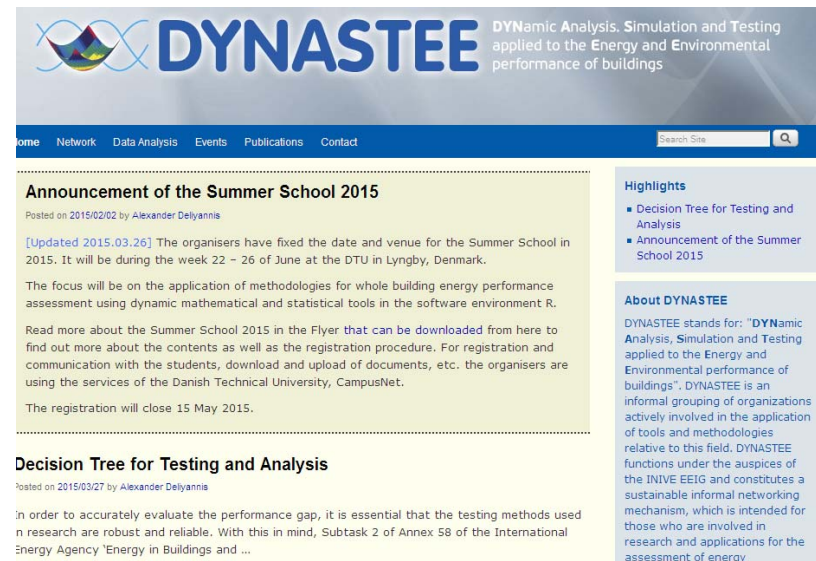 DYNASTEE
DYNamic Analysis, Simulation and Testing
applied to the Energy and Environmental
performance of buildings
ome Network Data Analysis Events Publications Contact
Search Site
Announcement of the Summer School 2015
Posted on 2015/02/02 by Alexander Deliyannis
[Updated 2015.03.26] The organisers have fixed the date and venue for the Summer School in
2015. It will be during the week 22 – 26 of June at the DTU in Lyngby, Denmark.
The focus will be on the application of methodologies for whole building energy performance
assessment using dynamic mathematical and statistical tools in the software environment R.
Read more about the Summer School 2015 in the Flyer that can be downloaded from here to
find out more about the contents as well as the registration procedure. For registration and
communication with the students, download and upload of documents, etc. the organisers are
using the services of the Danish Technical University, CampusNet.
The registration will close 15 May 2015.
Decision Tree for Testing and Analysis
Posted on 2015/03/27 by Alexander Deliyannis
In order to accurately evaluate the performance gap, it is essential that the testing methods used
in research are robust and reliable. With this in mind, Subtask 2 of Annex 58 of the International
Energy Agency ‘Energy in Buildings and ...
Highlights
Decision Tree for Testing and
Analysis
Announcement of the Summer
School 2015
About DYNASTEE
DYNASTEE stands for: "DYNamic
Analysis, Simulation and Testing
applied to the Energy and
Environmental performance of
buildings". DYNASTEE is an
informal grouping of organizations
actively involved in the application
of tools and methodologies
relative to this field. DYNASTEE
functions under the auspices of
the INIVE EEIG and constitutes a
sustainable informal networking
mechanism, which is intended for
those who are involved in
research and applications for the
assessment of energy